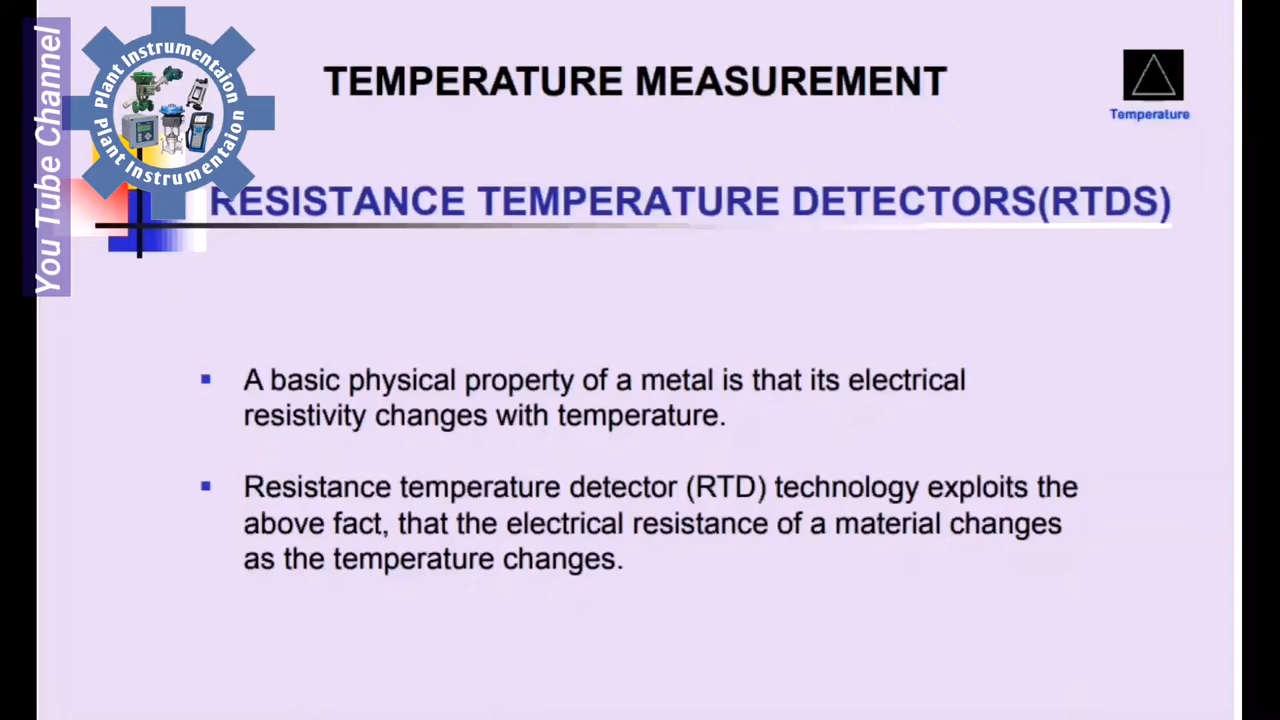 You Tube Channel
Plant Instrumentaion
Plant Instrumentaion
TEMPERATURE MEASUREMENT
Temperature
RESISTANCE TEMPERATURE DETECTORS(RTDS)
A basic physical property of a metal is that its electrical
resistivity changes with temperature.
Resistance temperature detector (RTD) technology exploits the
above fact, that the electrical resistance of a material changes
as the temperature changes.